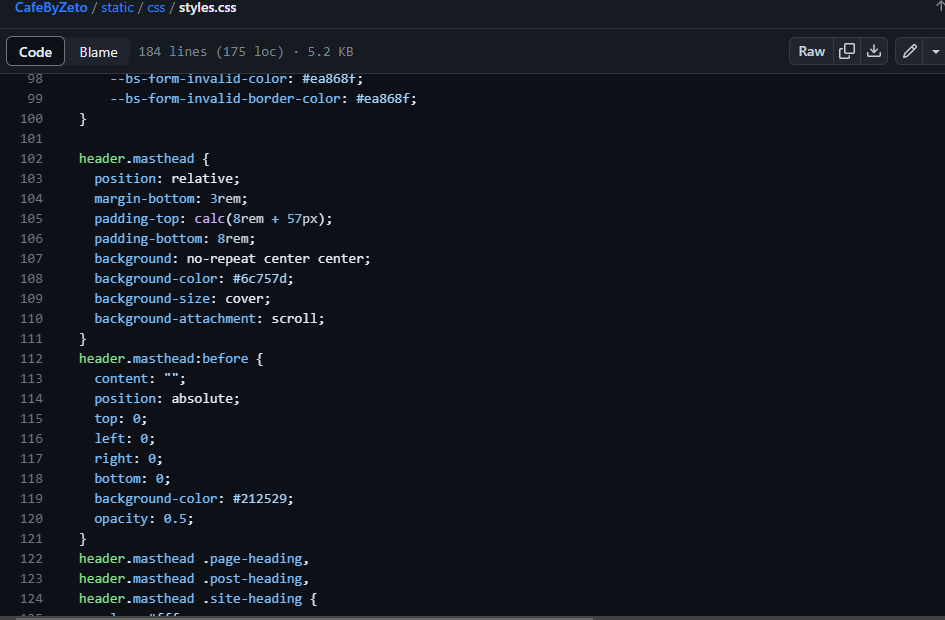 CafeByZeto / static / css / styles.css
Code Blame 184 lines (175 loc) · 5.2 KB Raw
98 --bs-form-invalid-color: #ea868f;
99 --bs-form-invalid-border-color: #ea868f;
100 }
101
102 header.masthead {
103 position: relative;
104 margin-bottom: 3rem;
105 padding-top: calc(8rem + 57px);
106 padding-bottom: 8rem;
107 background: no-repeat center center;
108 background-color: #6c757d;
109 background-size: cover;
110 background-attachment: scroll;
111 }
112 header.masthead:before {
113 content: "";
114 position: absolute;
115 top: 0;
116 left: 0;
117 right: 0;
118 bottom: 0;
119 background-color: #212529;
120 opacity: 0.5;
121 }
122 header.masthead .page-heading,
123 header.masthead .post-heading,
124 header.masthead .site-heading {